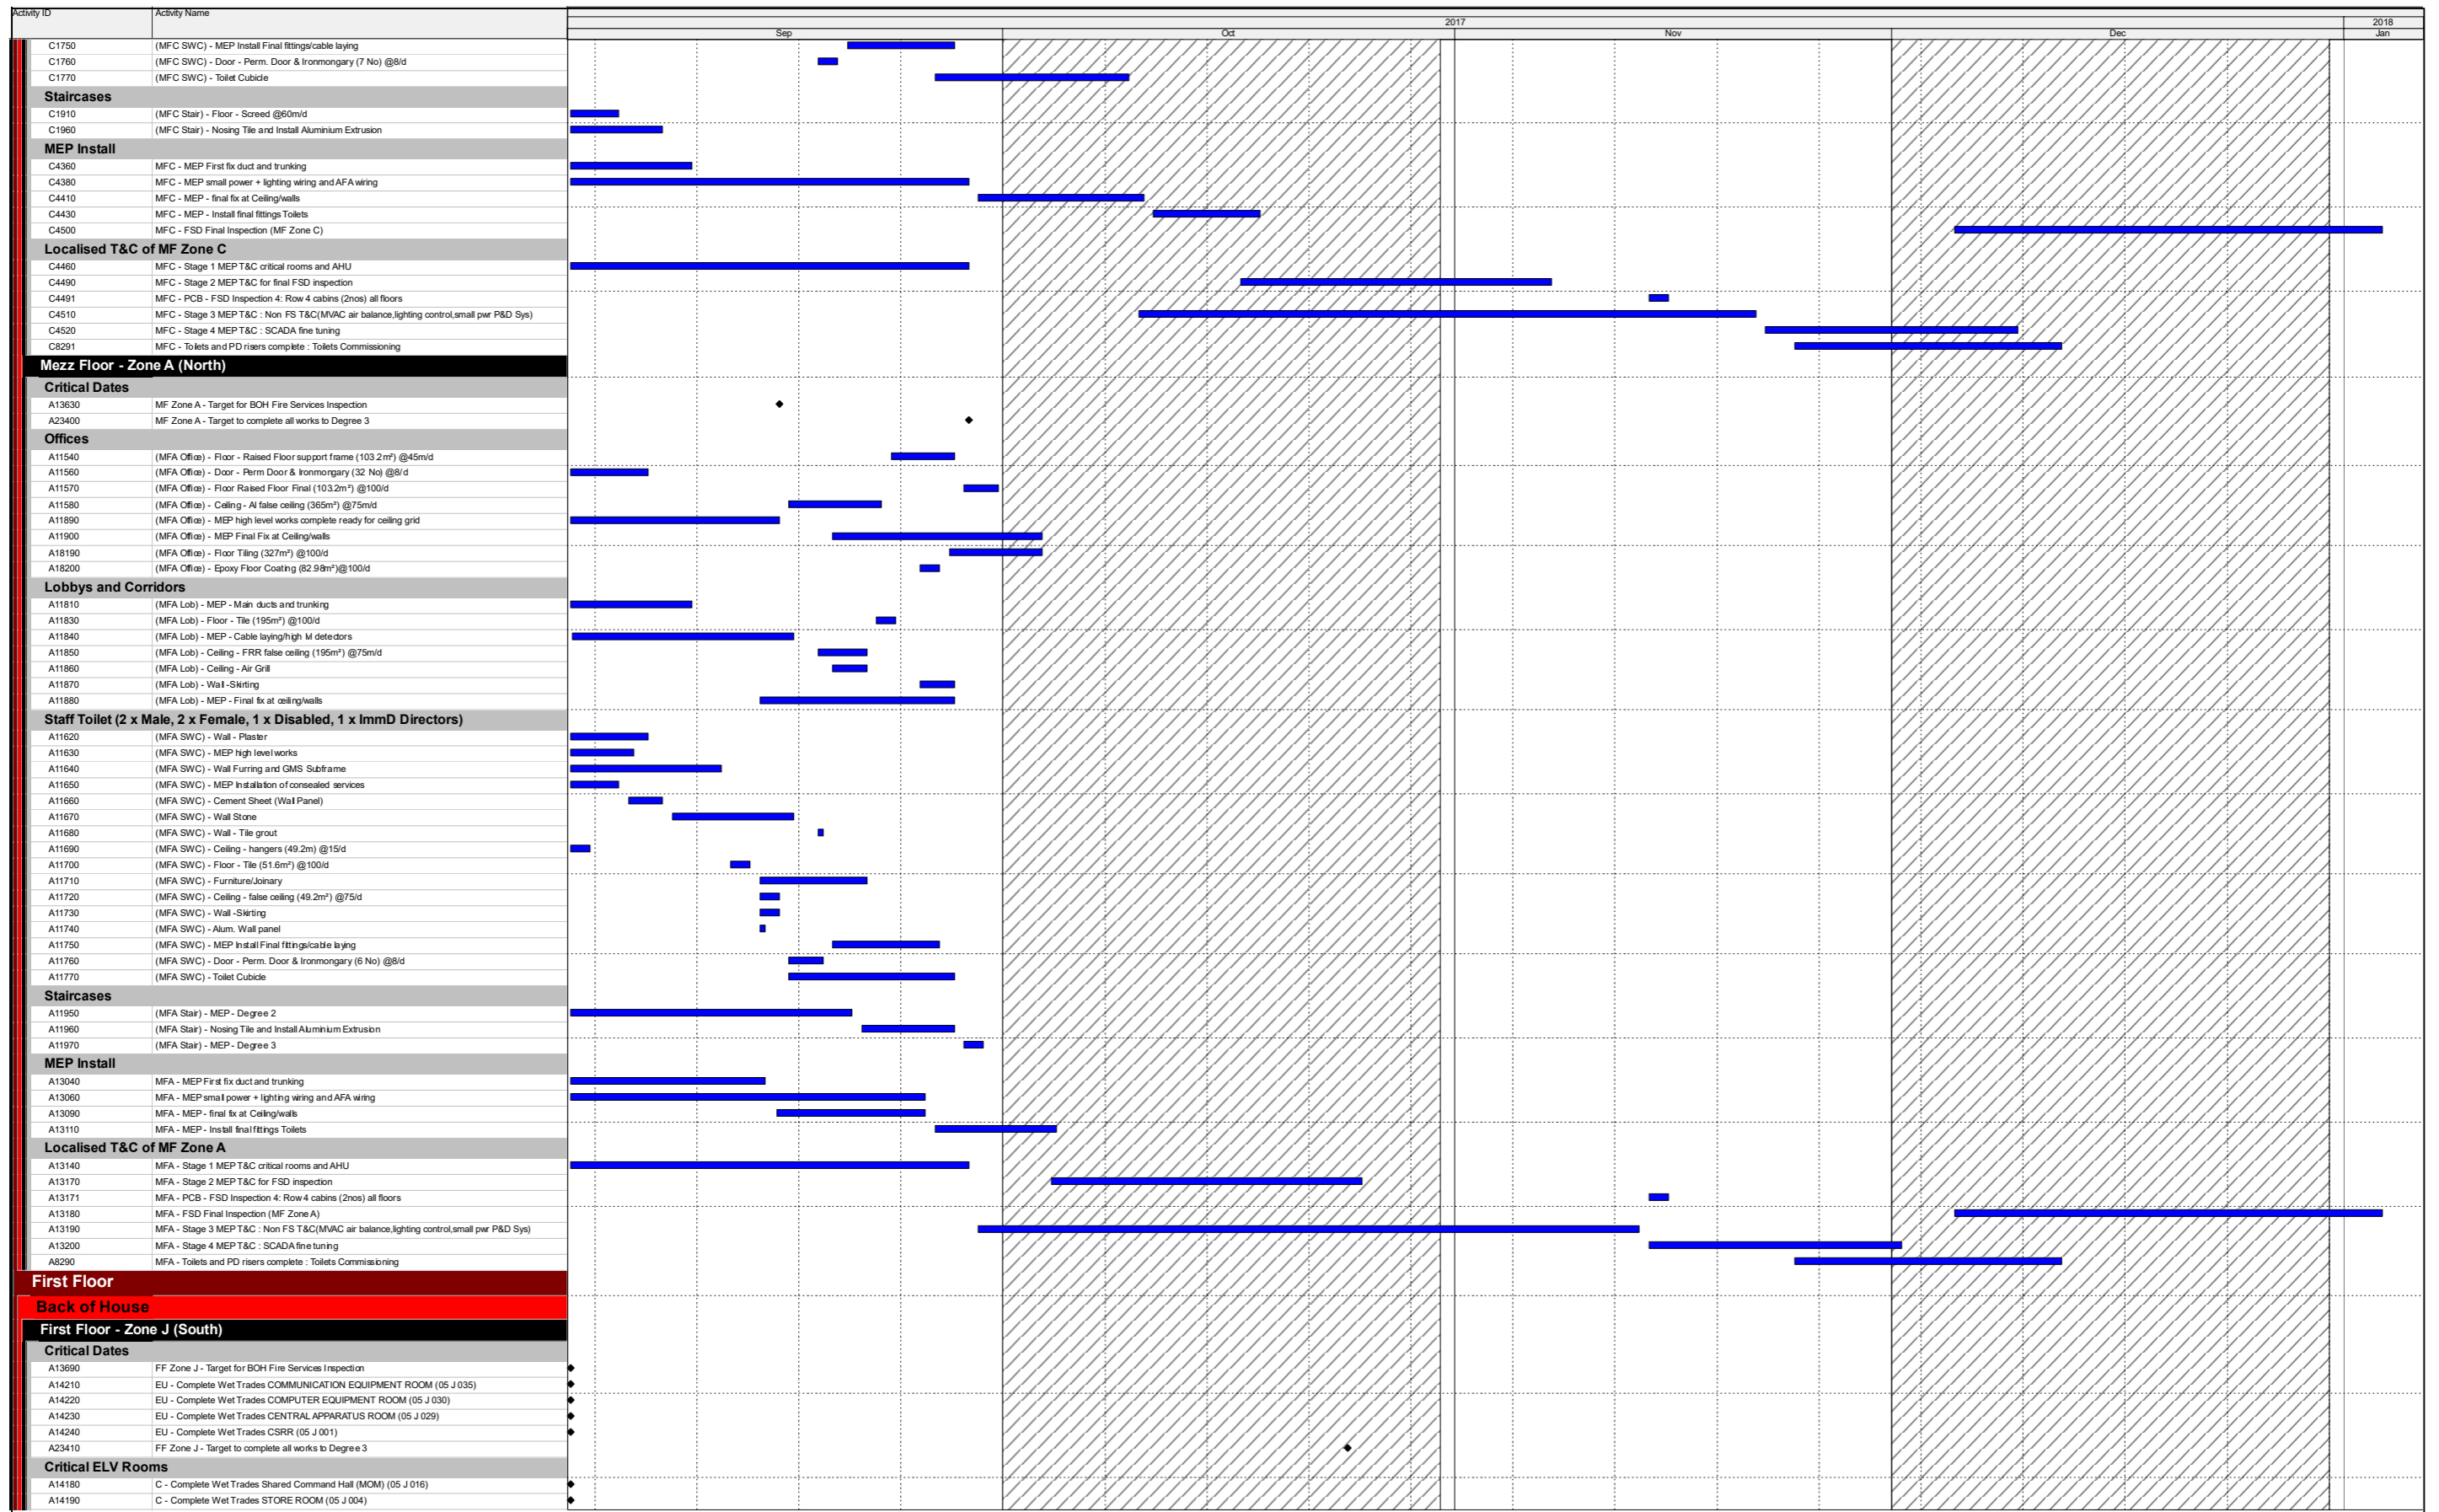 Activity ID Activity Name
2017 2018
Sep Oct Nov Dec Jan
C1750 (MFC SWC) - MEP Install Final fittings/cable laying
C1760 (MFC SWC) - Door - Perm. Door & Ironmongary (7 No) @8/d
C1770 (MFC SWC) - Toilet Cubicle
Staircases
C1910 (MFC Stair) - Floor - Screed @60m/d
C1960 (MFC Stair) - Nosing Tile and Install Aluminium Extrusion
MEP Install
C4360 MFC - MEP First fix duct and trunking
C4380 MFC - MEP small power + lighting wiring and AFA wiring
C4410 MFC - MEP - final fix at Ceiling/walls
C4430 MFC - MEP - Install final fittings Toilets
C4500 MFC - FSD Final Inspection (MF Zone C)
Localised T&C of MF Zone C
C4460 MFC - Stage 1 MEP T&C critical rooms and AHU
C4490 MFC - Stage 2 MEP T&C for final FSD inspection
C4491 MFC - PCB - FSD Inspection 4: Row 4 cabins (2nos) all floors
C4510 MFC - Stage 3 MEP T&C : Non FS T&C(MVAC air balance,lighting control,small pwr P&D Sys)
C4520 MFC - Stage 4 MEP T&C : SCADA fine tuning
C8291 MFC - Toilets and PD risers complete : Toilets Commissioning
Mezz Floor - Zone A (North)
Critical Dates
A13630 MF Zone A - Target for BOH Fire Services Inspection
A23400 MF Zone A - Target to complete all works to Degree 3
Offices
A11540 (MFA Office) - Floor - Raised Floor support frame (103.2m²) @45m/d
A11560 (MFA Office) - Door - Perm Door & Ironmongary (32 No) @8/d
A11570 (MFA Office) - Floor Raised Floor Final (103.2m²) @100/d
A11580 (MFA Office) - Ceiling - Al false ceiling (365m²) @75m/d
A11890 (MFA Office) - MEP high level works complete ready for ceiling grid
A11900 (MFA Office) - MEP Final Fix at Ceiling/walls
A18190 (MFA Office) - Floor Tiling (327m²) @100/d
A18200 (MFA Office) - Epoxy Floor Coating (82.98m²)@100/d
Lobbys and Corridors
A11810 (MFA Lob) - MEP - Main ducts and trunking
A11830 (MFA Lob) - Floor - Tile (195m²) @100/d
A11840 (MFA Lob) - MEP - Cable laying/high lvl detectors
A11850 (MFA Lob) - Ceiling - FRR false ceiling (195m²) @75m/d
A11860 (MFA Lob) - Ceiling - Air Grill
A11870 (MFA Lob) - Wall -Skirting
A11880 (MFA Lob) - MEP - Final fix at ceiling/walls
Staff Toilet (2 x Male, 2 x Female, 1 x Disabled, 1 x ImmD Directors)
A11620 (MFA SWC) - Wall - Plaster
A11630 (MFA SWC) - MEP high level works
A11640 (MFA SWC) - Wall Furring and GMS Subframe
A11650 (MFA SWC) - MEP Installation of consealed services
A11660 (MFA SWC) - Cement Sheet (Wall Panel)
A11670 (MFA SWC) - Wall Stone
A11680 (MFA SWC) - Wall - Tile grout
A11690 (MFA SWC) - Ceiling - hangers (49.2m) @15/d
A11700 (MFA SWC) - Floor - Tile (51.6m²) @100/d
A11710 (MFA SWC) - Furniture/Joinary
A11720 (MFA SWC) - Ceiling - false ceiling (49.2m²) @75/d
A11730 (MFA SWC) - Wall -Skirting
A11740 (MFA SWC) - Alum. Wall panel
A11750 (MFA SWC) - MEP Install Final fittings/cable laying
A11760 (MFA SWC) - Door - Perm. Door & Ironmongary (6 No) @8/d
A11770 (MFA SWC) - Toilet Cubicle
Staircases
A11950 (MFA Stair) - MEP - Degree 2
A11960 (MFA Stair) - Nosing Tile and Install Aluminium Extrusion
A11970 (MFA Stair) - MEP - Degree 3
MEP Install
A13040 MFA - MEP First fix duct and trunking
A13060 MFA - MEP small power + lighting wiring and AFA wiring
A13090 MFA - MEP - final fix at Ceiling/walls
A13110 MFA - MEP - Install final fittings Toilets
Localised T&C of MF Zone A
A13140 MFA - Stage 1 MEP T&C critical rooms and AHU
A13170 MFA - Stage 2 MEP T&C for FSD inspection
A13171 MFA - PCB - FSD Inspection 4: Row 4 cabins (2nos) all floors
A13180 MFA - FSD Final Inspection (MF Zone A)
A13190 MFA - Stage 3 MEP T&C : Non FS T&C(MVAC air balance,lighting control,small pwr P&D Sys)
A13200 MFA - Stage 4 MEP T&C : SCADA fine tuning
A8290 MFA - Toilets and PD risers complete : Toilets Commissioning
First Floor
Back of House
First Floor - Zone J (South)
Critical Dates
A13690 FF Zone J - Target for BOH Fire Services Inspection
A14210 EU - Complete Wet Trades COMMUNICATION EQUIPMENT ROOM (05 J 035)
A14220 EU - Complete Wet Trades COMPUTER EQUIPMENT ROOM (05 J 030)
A14230 EU - Complete Wet Trades CENTRAL APPARATUS ROOM (05 J 029)
A14240 EU - Complete Wet Trades CSRR (05 J 001)
A23410 FF Zone J - Target to complete all works to Degree 3
Critical ELV Rooms
A14180 C - Complete Wet Trades Shared Command Hall (MOM) (05 J 016)
A14190 C - Complete Wet Trades STORE ROOM (05 J 004)